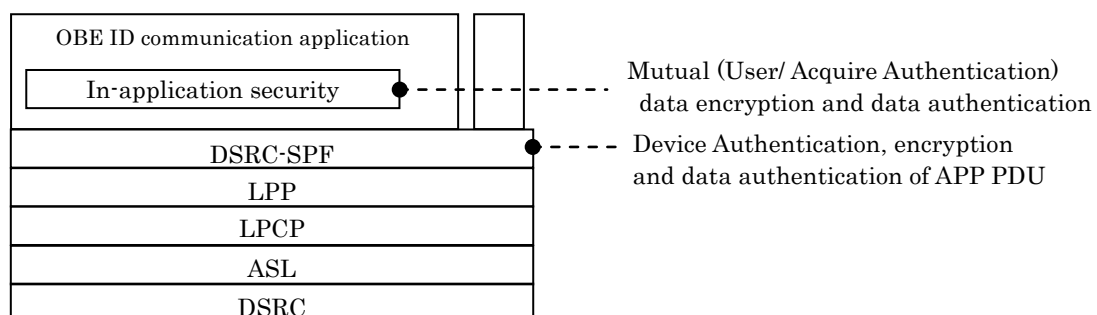 OBE ID communication application
In-application security
Mutual (User/ Acquire Authentication)
data encryption and data authentication
Device Authentication, encryption
and data authentication of APP PDU
DSRC-SPF
LPP
LPCP
ASL
DSRC